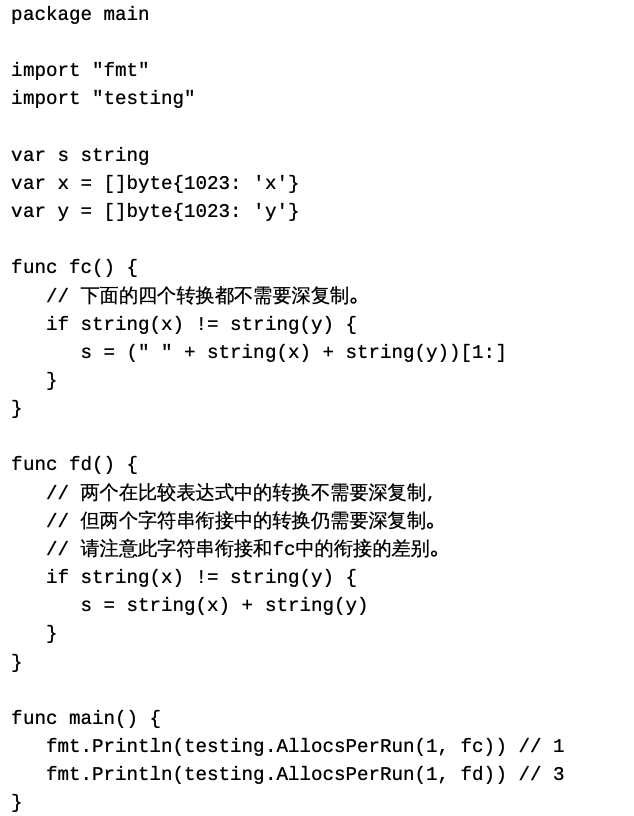 package main
import "fmt"
import "testing"
var s string
var x = []byte{1023: 'x'}
var y = []byte{1023: 'y'}
func fc() {
   // 下面的四个转换都不需要深复制。
   if string(x) != string(y) {
      s = (" " + string(x) + string(y))[1:]
   }
}
func fd() {
   // 两个在比较表达式中的转换不需要深复制,
   // 但两个字符串衔接中的转换仍需要深复制。
   // 请注意此字符串衔接和fc中的衔接的差别。
   if string(x) != string(y) {
      s = string(x) + string(y)
   }
}
func main() {
   fmt.Println(testing.AllocsPerRun(1, fc)) // 1
   fmt.Println(testing.AllocsPerRun(1, fd)) // 3
}